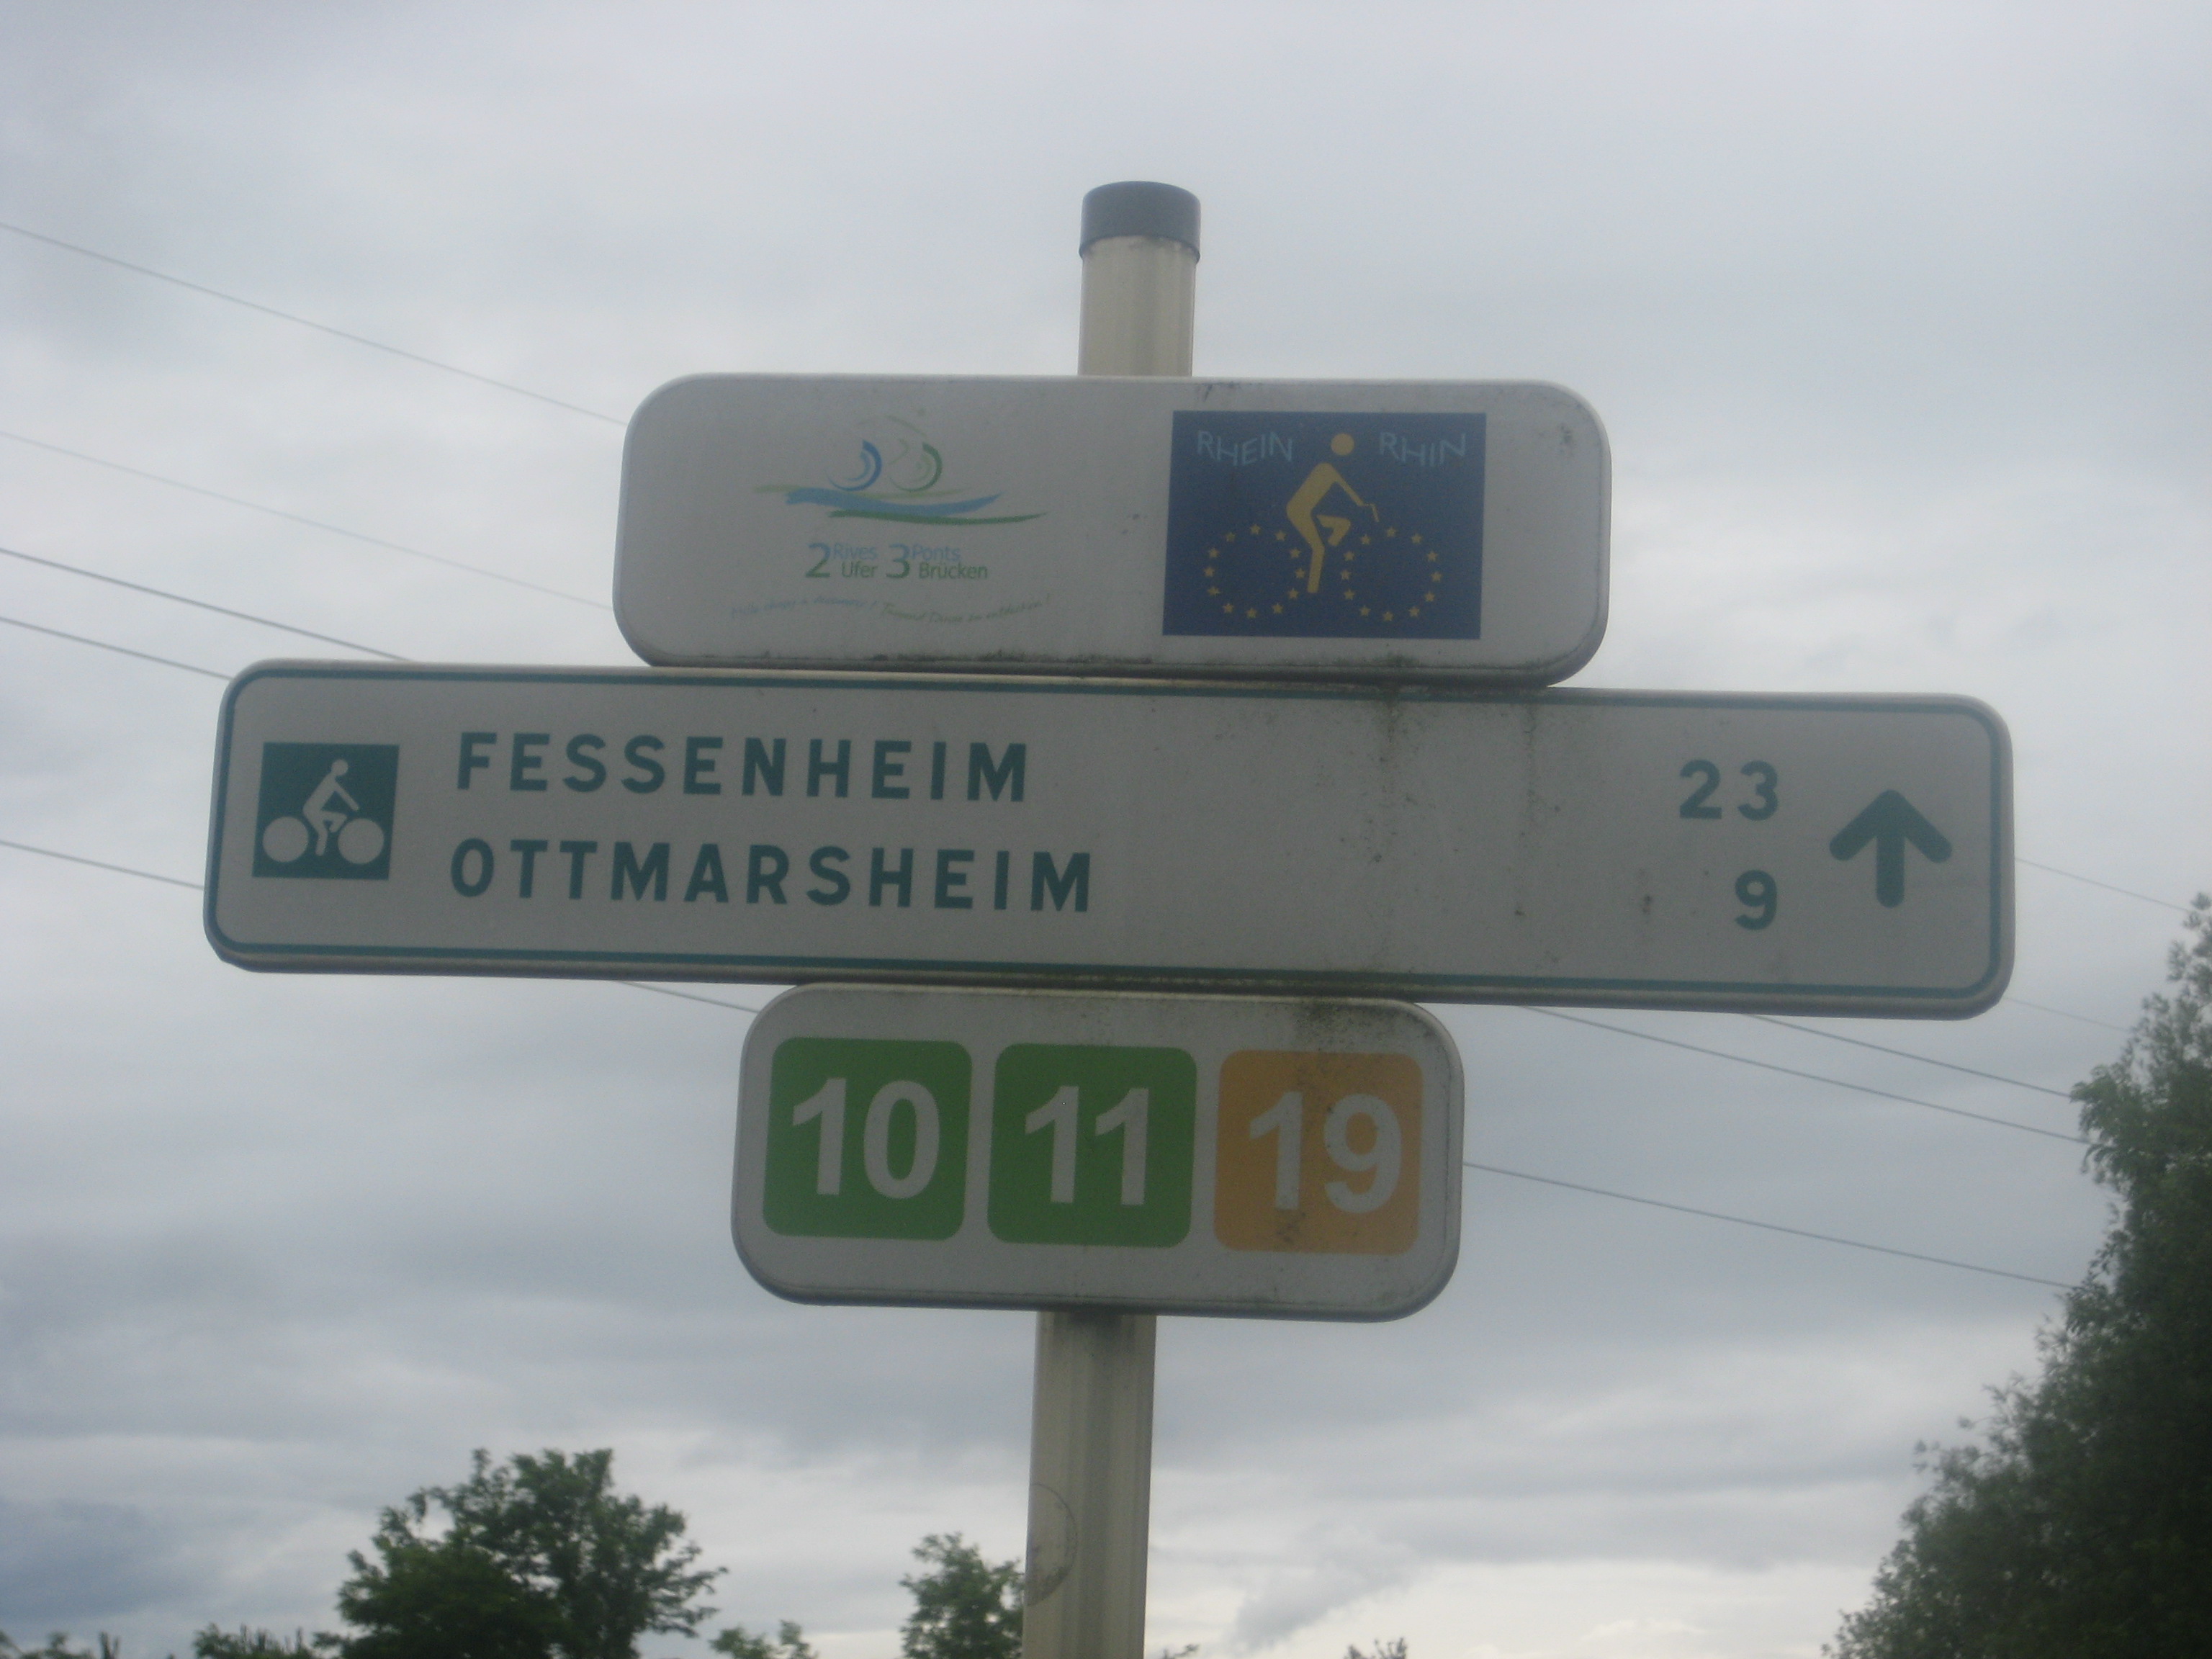 RHEIN RHIN
2 Rives 3 Ponts
Ufer Brücken
FESSENHEIM 23
OTTMARSHEIM 9
10 11 19